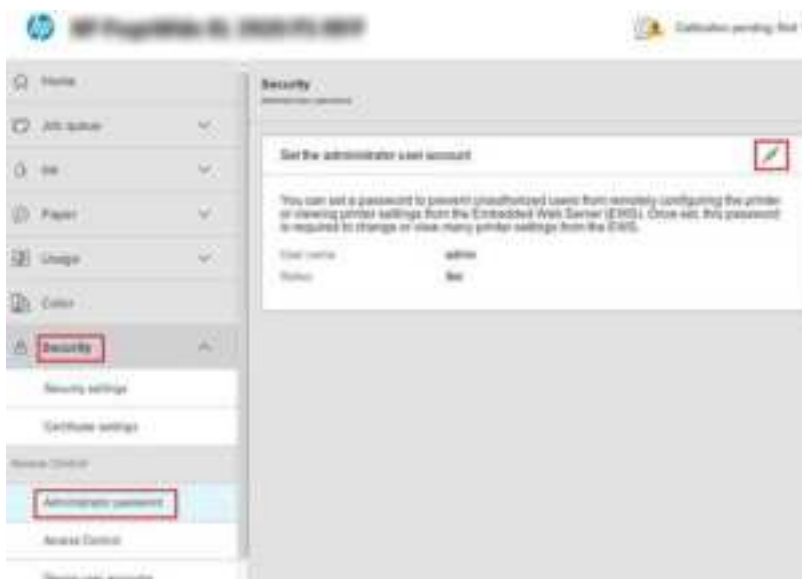 hp
Calibration pending.
Home
Job queue
Ink
Paper
Usage
Color
Security
Security settings
Certificate settings
Access Control
Administrator password
Access Control
Security
Administrator password
Set the administrator user account
You can set a password to prevent unauthorized users from remotely configuring the printer
or viewing printer settings from the Embedded Web Server (EWS). Once set, this password
is required to change or view many printer settings from the EWS.
User name admin
Status